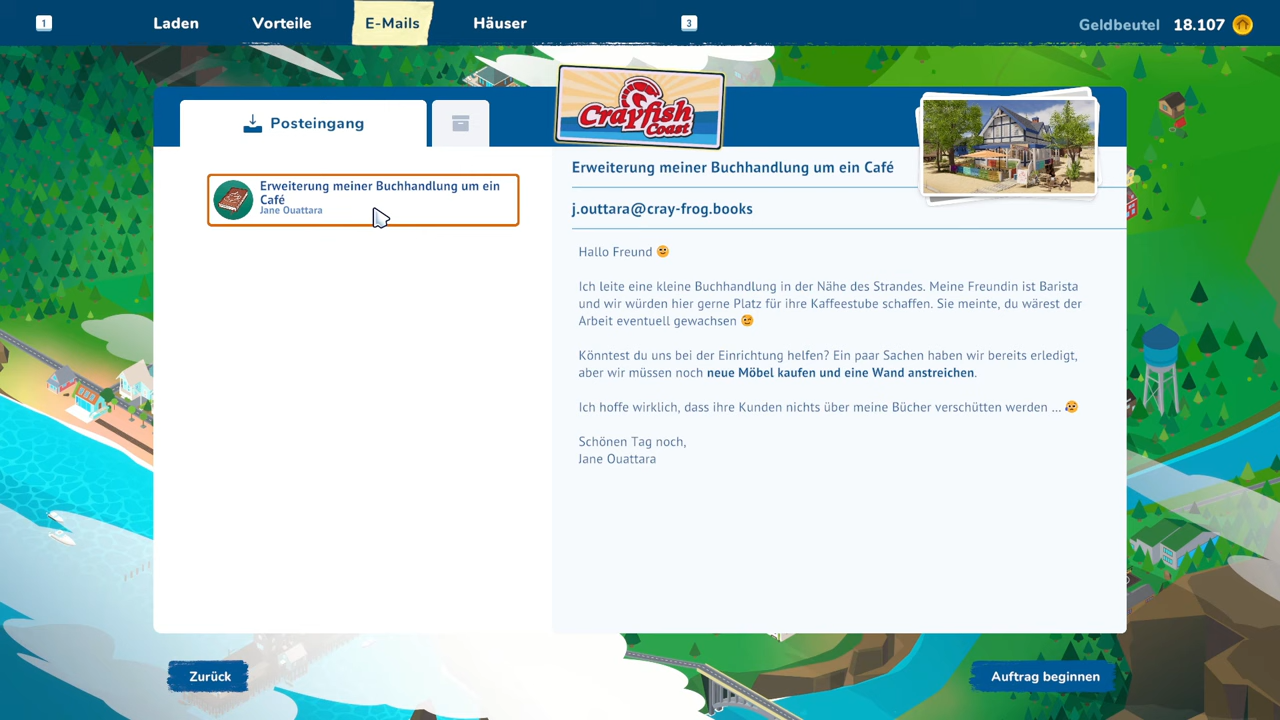 1
Laden
Vorteile
E-Mails
Häuser
3
Geldbeutel 18.107
Posteingang
Crayfish
Coast
Erweiterung meiner Buchhandlung um ein
Café
Jane Ouattara
Erweiterung meiner Buchhandlung um ein Café
j.outtara@cray-frog.books
Hallo Freund
Ich leite eine kleine Buchhandlung in der Nähe des Strandes. Meine Freundin ist Barista
und wir würden hier gerne Platz für ihre Kaffeestube schaffen. Sie meinte, du wärest der
Arbeit eventuell gewachsen
Könntest du uns bei der Einrichtung helfen? Ein paar Sachen haben wir bereits erledigt,
aber wir müssen noch neue Möbel kaufen und eine Wand anstreichen.
Ich hoffe wirklich, dass ihre Kunden nichts über meine Bücher verschütten werden ...
Schönen Tag noch,
Jane Ouattara
Zurück
Auftrag beginnen